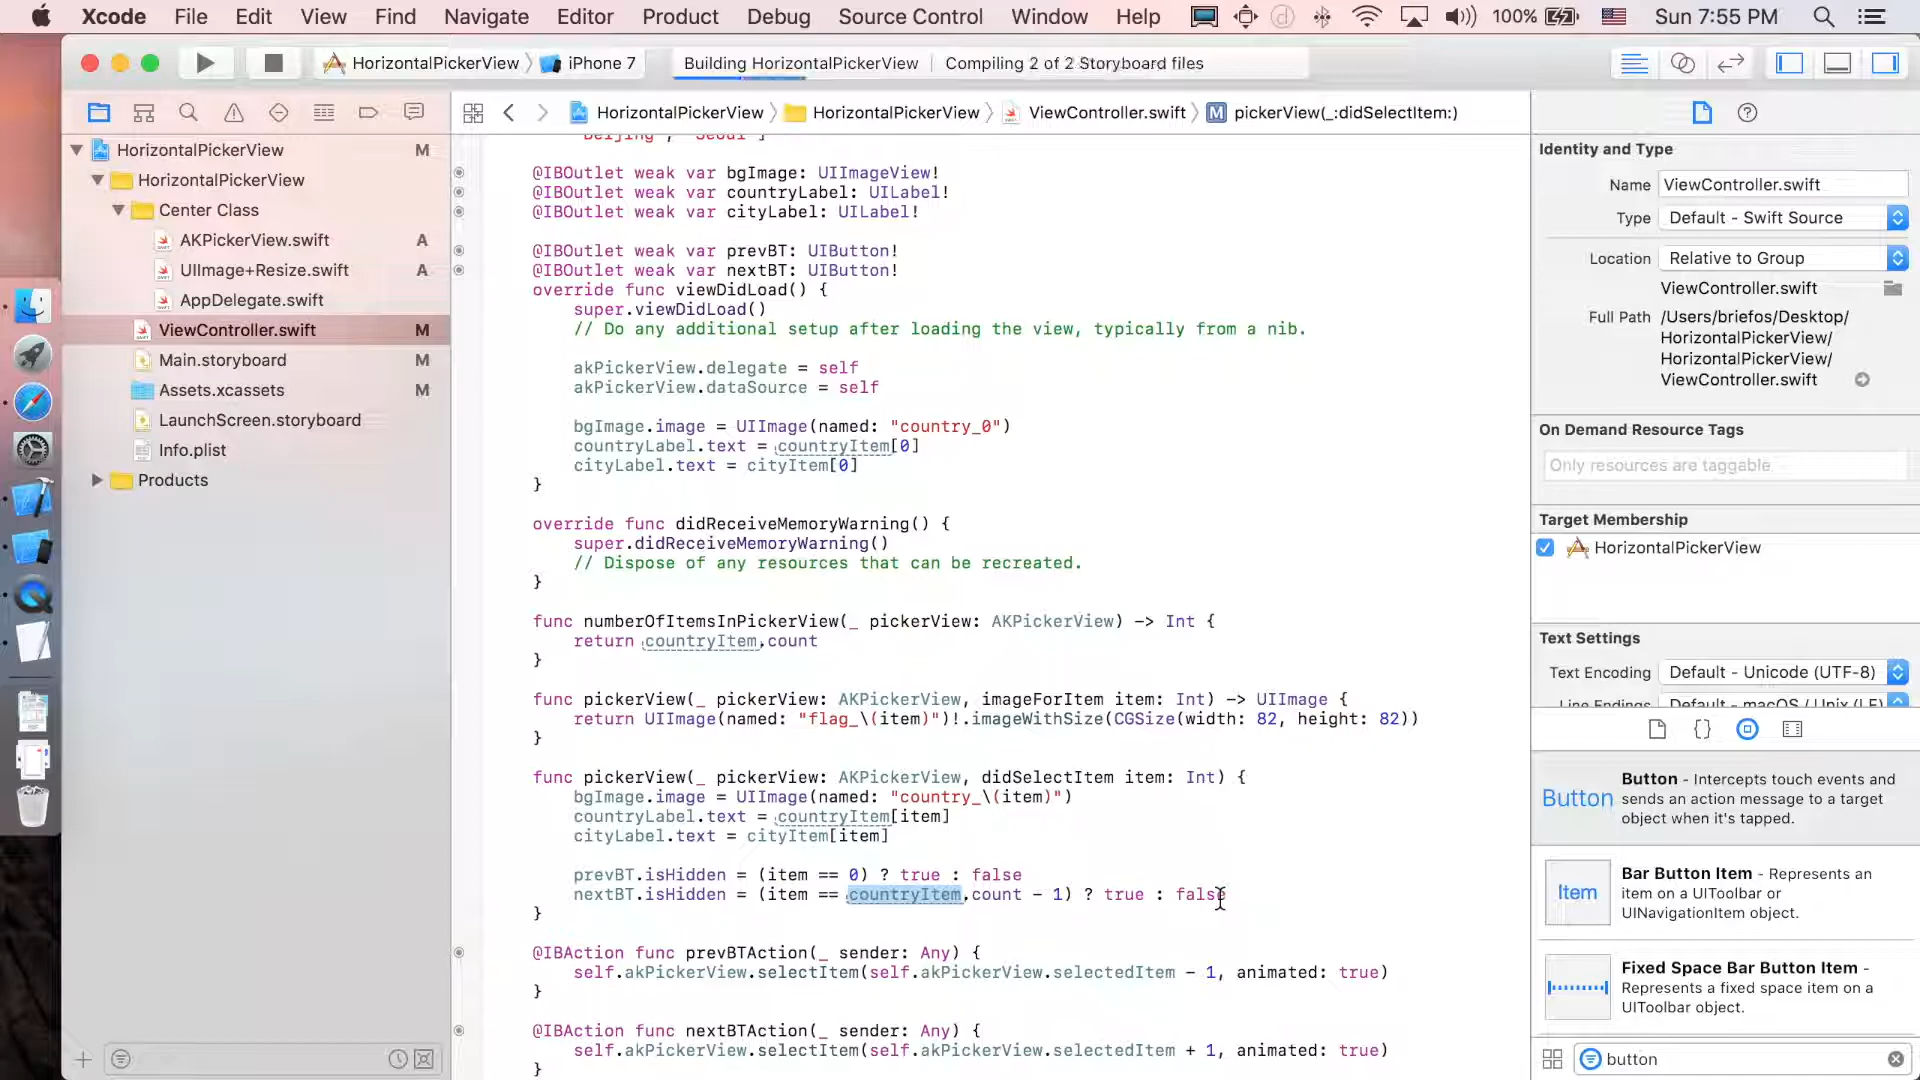 Xcode File Edit View Find Navigate Editor Product Debug Source Control Window Help 100% Sun 7:55 PM
HorizontalPickerView iPhone 7 Building HorizontalPickerView Compiling 2 of 2 Storyboard files
HorizontalPickerView HorizontalPickerView ViewController.swift M pickerView(_:didSelectItem:)
HorizontalPickerView M
HorizontalPickerView
Center Class
AKPickerView.swift A
UIImage+Resize.swift A
AppDelegate.swift
ViewController.swift M
Main.storyboard M
Assets.xcassets M
LaunchScreen.storyboard
Info.plist
Products
"Beijing", "Seoul"]
@IBOutlet weak var bgImage: UIImageView!
@IBOutlet weak var countryLabel: UILabel!
@IBOutlet weak var cityLabel: UILabel!
@IBOutlet weak var prevBT: UIButton!
@IBOutlet weak var nextBT: UIButton!
override func viewDidLoad() {
super.viewDidLoad()
// Do any additional setup after loading the view, typically from a nib.
akPickerView.delegate = self
akPickerView.dataSource = self
bgImage.image = UIImage(named: "country_0")
countryLabel.text = countryItem[0]
cityLabel.text = cityItem[0]
}
override func didReceiveMemoryWarning() {
super.didReceiveMemoryWarning()
// Dispose of any resources that can be recreated.
}
func numberOfItemsInPickerView(_ pickerView: AKPickerView) -> Int {
return countryItem.count
}
func pickerView(_ pickerView: AKPickerView, imageForItem item: Int) -> UIImage {
return UIImage(named: "flag_\(item)")!.imageWithSize(CGSize(width: 82, height: 82))
}
func pickerView(_ pickerView: AKPickerView, didSelectItem item: Int) {
bgImage.image = UIImage(named: "country_\(item)")
countryLabel.text = countryItem[item]
cityLabel.text = cityItem[item]
prevBT.isHidden = (item == 0) ? true : false
nextBT.isHidden = (item == countryItem.count - 1) ? true : false
}
@IBAction func prevBTAction(_ sender: Any) {
self.akPickerView.selectItem(self.akPickerView.selectedItem - 1, animated: true)
}
@IBAction func nextBTAction(_ sender: Any) {
self.akPickerView.selectItem(self.akPickerView.selectedItem + 1, animated: true)
}
Identity and Type
Name ViewController.swift
Type Default - Swift Source
Location Relative to Group
ViewController.swift
Full Path /Users/briefos/Desktop/
HorizontalPickerView/
HorizontalPickerView/
ViewController.swift
On Demand Resource Tags
Only resources are taggable
Target Membership
HorizontalPickerView
Text Settings
Text Encoding Default - Unicode (UTF-8)
Line Endings Default - macOS / Unix (LF)
Button
Button - Intercepts touch events and
sends an action message to a target
object when it's tapped.
Item
Bar Button Item - Represents an
item on a UIToolbar or
UINavigationItem object.
Fixed Space Bar Button Item -
Represents a fixed space item on a
UIToolbar object.
button